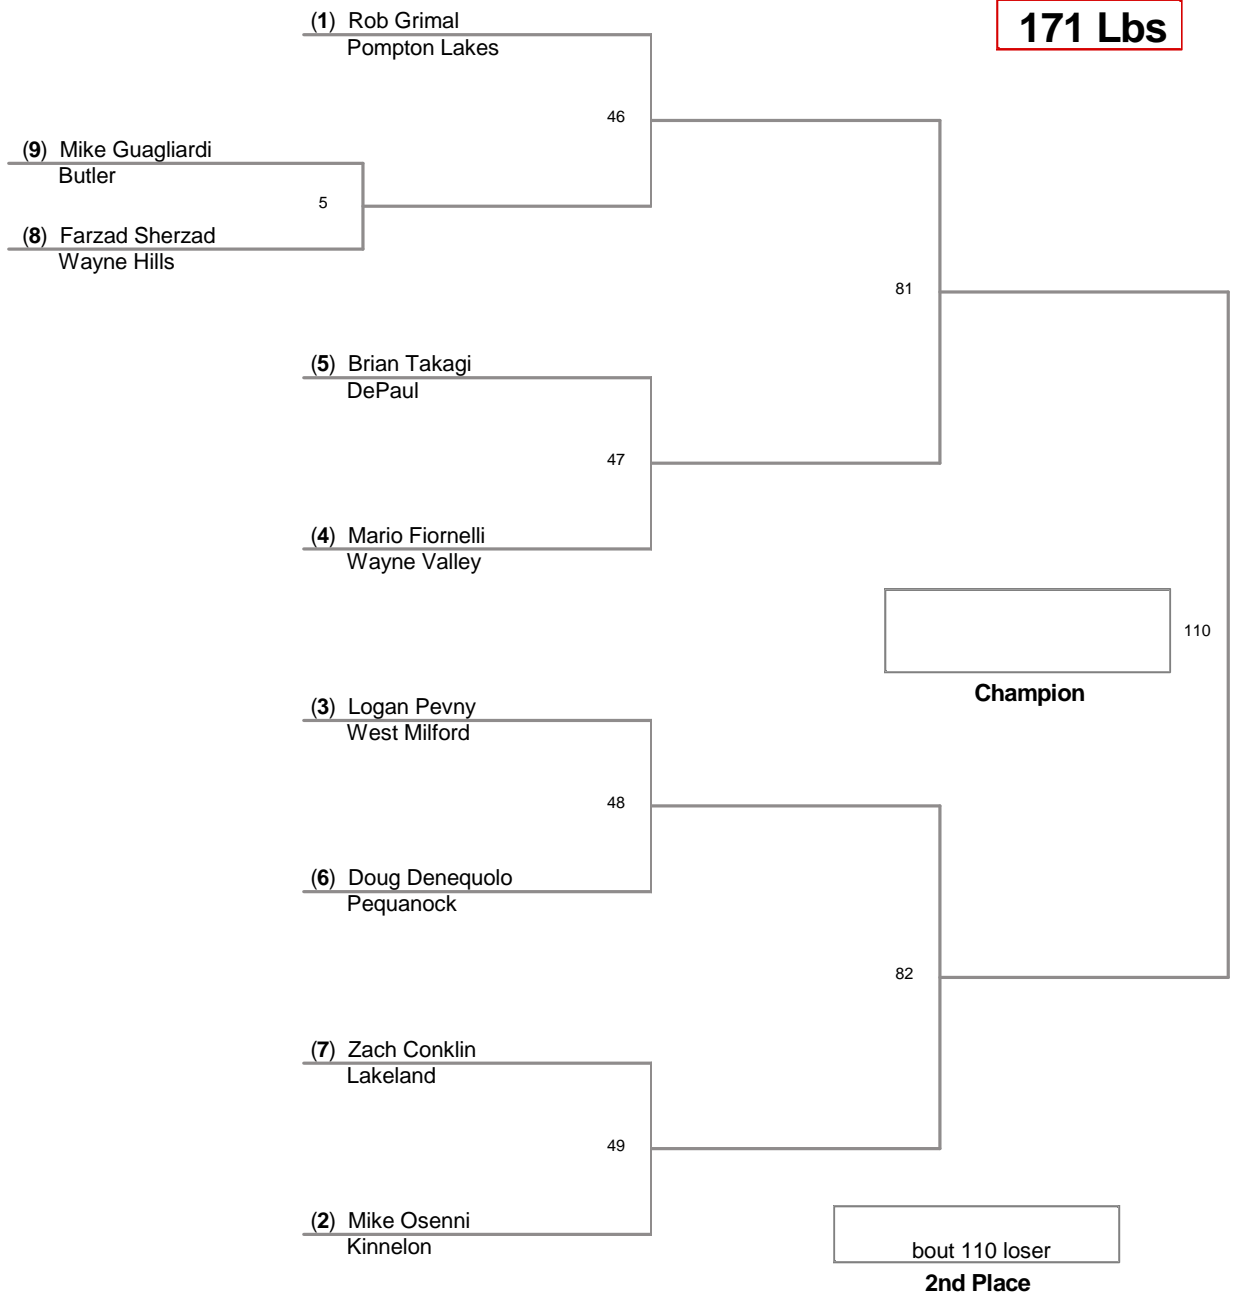 (1) Rob Grimal
171 Lbs
Pompton Lakes
46
(9) Mike Guagliardi
Butler
5
(8) Farzad Sherzad
Wayne Hills
81
(5) Brian Takagi
DePaul
47
(4) Mario Fiornelli
Wayne Valley
110
Champion
(3) Logan Pevny
West Milford
48
(6) Doug Denequolo
Pequanock
82
(7) Zach Conklin
Lakeland
49
(2) Mike Osenni
Kinnelon
bout 110 loser
2nd Place